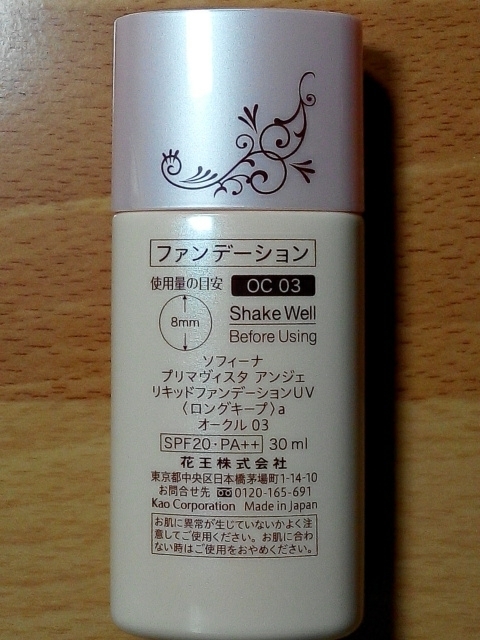 ファンデーション
使用量の目安 OC 03
8mm
Shake Well
Before Using
ソフィーナ
プリマヴィスタ アンジェ
リキッドファンデーションUV
〈ロングキープ〉a
オークル 03
SPF20・PA++ 30 ml
花王株式会社
東京都中央区日本橋茅場町1-14-10
お問合せ先 0120-165-691
Kao Corporation Made in Japan
お肌に異常が生じていないかよく注
意してご使用ください。お肌に合わ
ない時はご使用をおやめください。